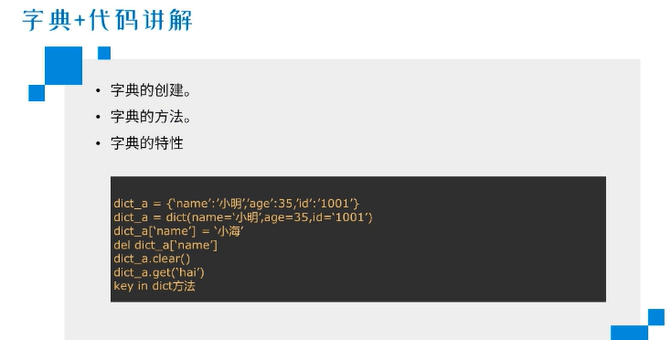 字典+代码讲解
• 字典的创建。
• 字典的方法。
• 字典的特性
dict_a = {‘name’:’小明’,’age’:35,’id’:’1001’}
dict_a = dict(name=‘小明’,age=35,id=‘1001’)
dict_a[‘name’] = ‘小海’
del dict_a[‘name’]
dict_a.clear()
dict_a.get(‘hai’)
key in dict方法